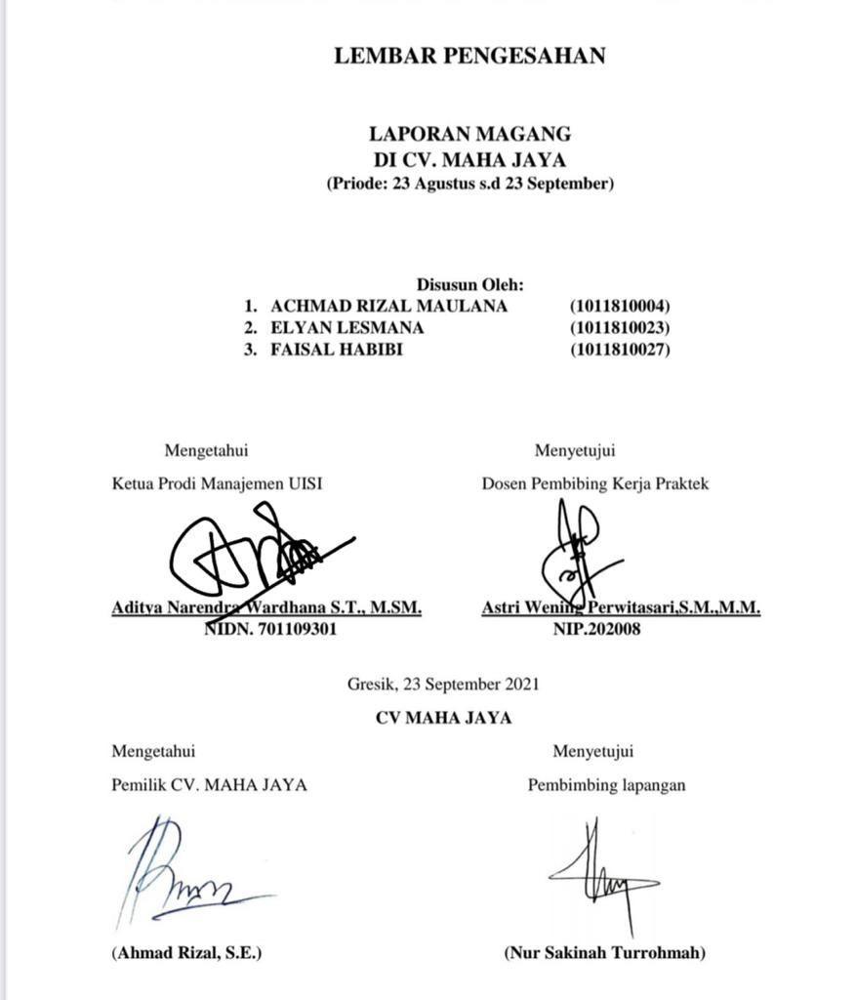 LEMBAR PENGESAHAN
LAPORAN MAGANG
DI CV. MAHA JAYA
(Priode: 23 Agustus s.d 23 September)
Disusun Oleh:
1. ACHMAD RIZAL MAULANA (1011810004)
2. ELYAN LESMANA (1011810023)
3. FAISAL HABIBI (1011810027)
Mengetahui Menyetujui
Ketua Prodi Manajemen UISI Dosen Pembibing Kerja Praktek
Aditya Narendra Wardhana S.T., M.SM. Astri Wening Perwitasari,S.M.,M.M.
NIDN. 701109301 NIP.202008
Gresik, 23 September 2021
CV MAHA JAYA
Mengetahui Menyetujui
Pemilik CV. MAHA JAYA Pembimbing lapangan
(Ahmad Rizal, S.E.) (Nur Sakinah Turrohmah)